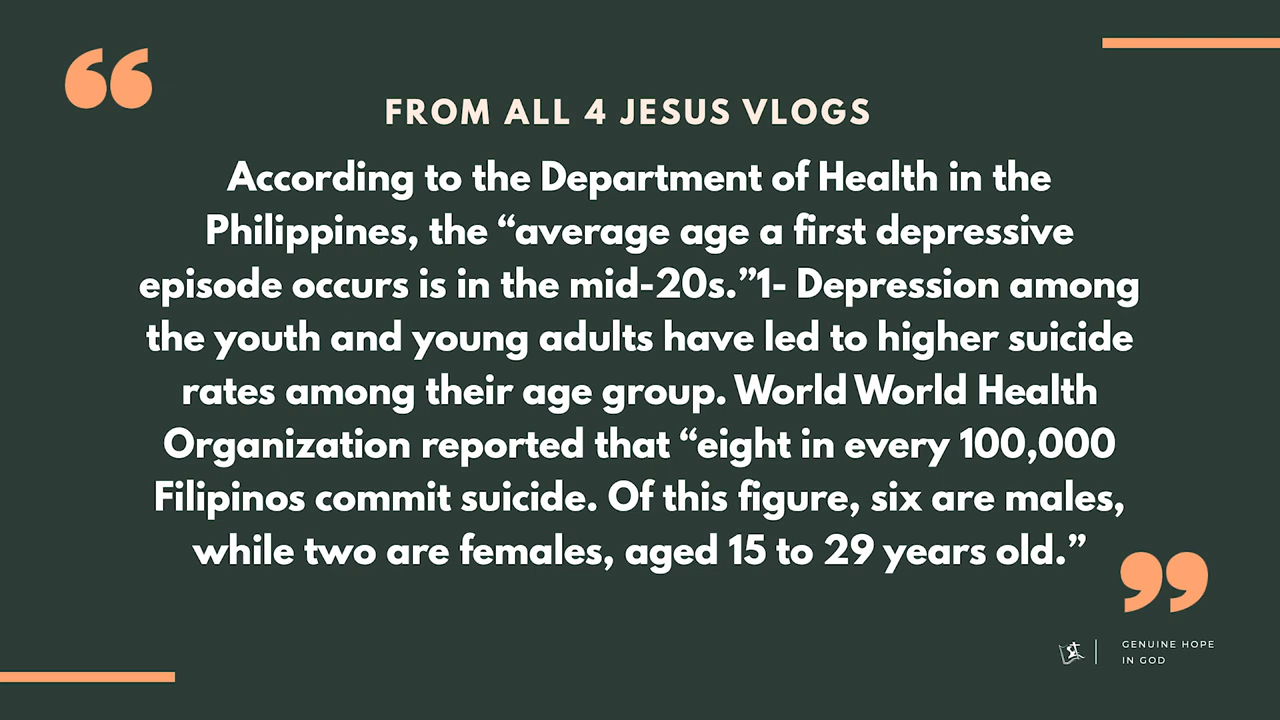 FROM ALL 4 JESUS VLOGS
According to the Department of Health in the
Philippines, the “average age a first depressive
episode occurs is in the mid-20s.”1- Depression among
the youth and young adults have led to higher suicide
rates among their age group. World World Health
Organization reported that “eight in every 100,000
Filipinos commit suicide. Of this figure, six are males,
while two are females, aged 15 to 29 years old.”
GENUINE HOPE
IN GOD